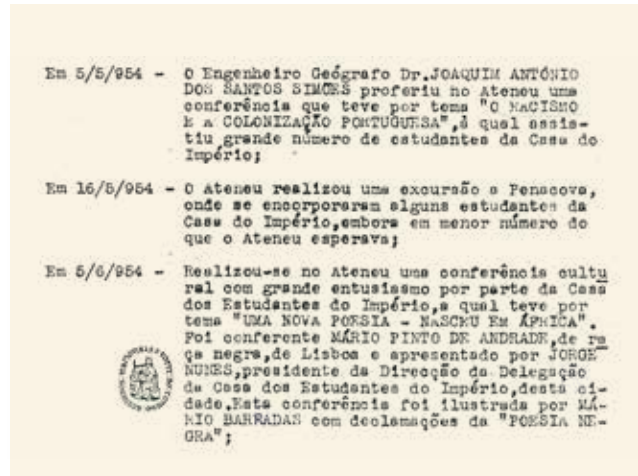 Em 5/5/954 - O Engenheiro Geógrafo Dr.JOAQUIM ANTÓNIO
DOS SANTOS SIMÕES proferiu no Ateneu uma
conferência que teve por tema "O RACISMO
E A COLONIZAÇÃO PORTUGUESA",á qual assis-
tiu grande número de estudantes da Casa do
Império;
Em 16/5/954 - O Ateneu realizou uma excursão a Penacova,
onde se encorporaram alguns estudantes da
Casa do Império,embora em menor número do
que o Ateneu esperava;
Em 5/6/954 - Realizou-se no Ateneu uma conferência cultu
ral com grande entusiasmo por parte da Casa
dos Estudantes do Império,a qual teve por
tema "UMA NOVA POESIA - NASCEU EM ÁFRICA".
Foi conferente MÁRIO PINTO DE ANDRADE,de ra
ça negra,de Lisboa e apresentado por JORGE
NUNES,presidente da Direcção da Delegação
da Casa dos Estudantes do Império,desta ci-
dade.Esta conferência foi ilustrada por MÁ-
RIO BARRADAS com declamações da "POESIA NE-
GRA";